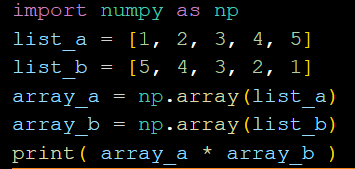 import numpy as np
list_a = [1, 2, 3, 4, 5]
list_b = [5, 4, 3, 2, 1]
array_a = np.array(list_a)
array_b = np.array(list_b)
print( array_a * array_b )